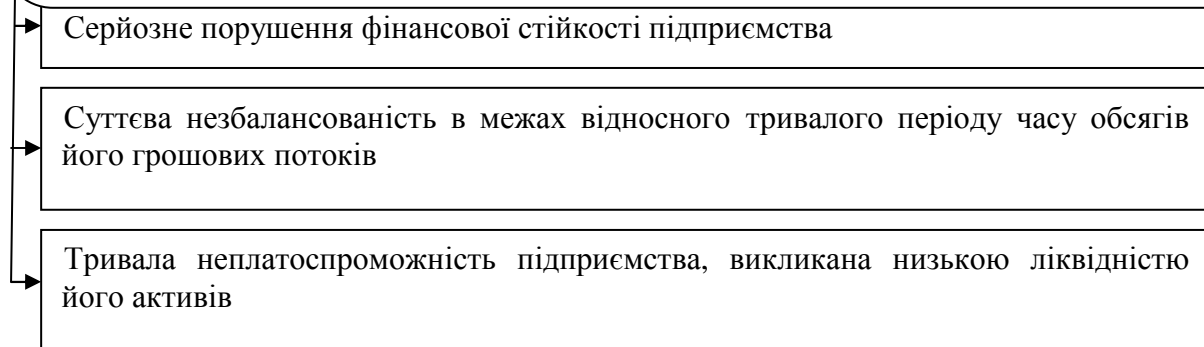 Серйозне порушення фінансової стійкості підприємства
Суттєва незбалансованість в межах відносного тривалого періоду часу обсягів
його грошових потоків
Тривала неплатоспроможність підприємства, викликана низькою ліквідністю
його активів